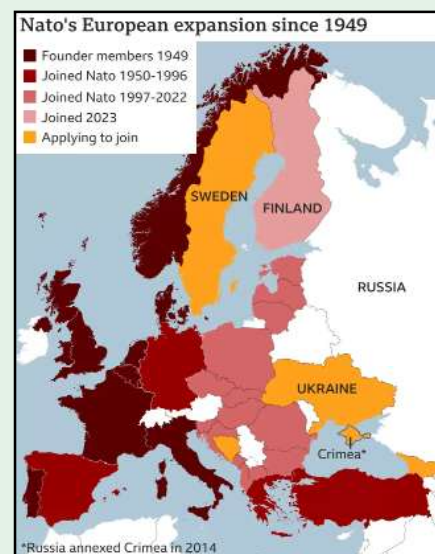 Nato's European expansion since 1949
Founder members 1949
Joined Nato 1950-1996
Joined Nato 1997-2022
Joined 2023
Applying to join
SWEDEN
FINLAND
RUSSIA
UKRAINE
Crimea*
*Russia annexed Crimea in 2014